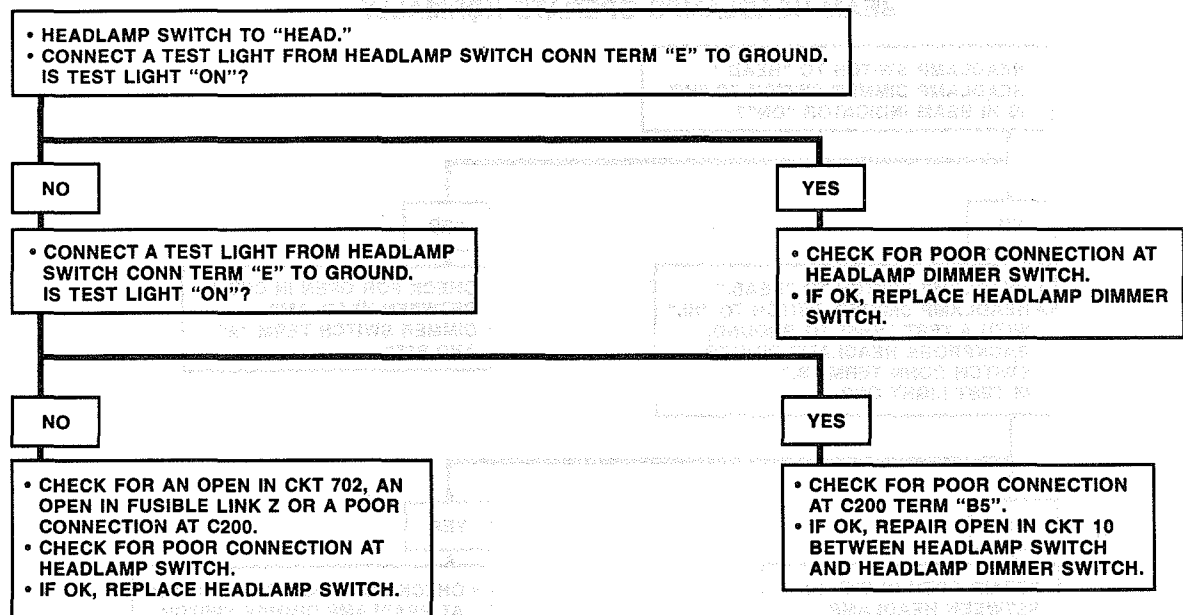 • HEADLAMP SWITCH TO “HEAD.”
• CONNECT A TEST LIGHT FROM HEADLAMP SWITCH CONN TERM “E” TO GROUND.
IS TEST LIGHT “ON”?
NO
YES
• CONNECT A TEST LIGHT FROM HEADLAMP
SWITCH CONN TERM “E” TO GROUND.
IS TEST LIGHT “ON”?
• CHECK FOR POOR CONNECTION AT
HEADLAMP DIMMER SWITCH.
• IF OK, REPLACE HEADLAMP DIMMER
SWITCH.
NO
YES
• CHECK FOR AN OPEN IN CKT 702, AN
OPEN IN FUSIBLE LINK Z OR A POOR
CONNECTION AT C200.
• CHECK FOR POOR CONNECTION AT
HEADLAMP SWITCH.
• IF OK, REPLACE HEADLAMP SWITCH.
• CHECK FOR POOR CONNECTION
AT C200 TERM “B5”.
• IF OK, REPAIR OPEN IN CKT 10
BETWEEN HEADLAMP SWITCH
AND HEADLAMP DIMMER SWITCH.